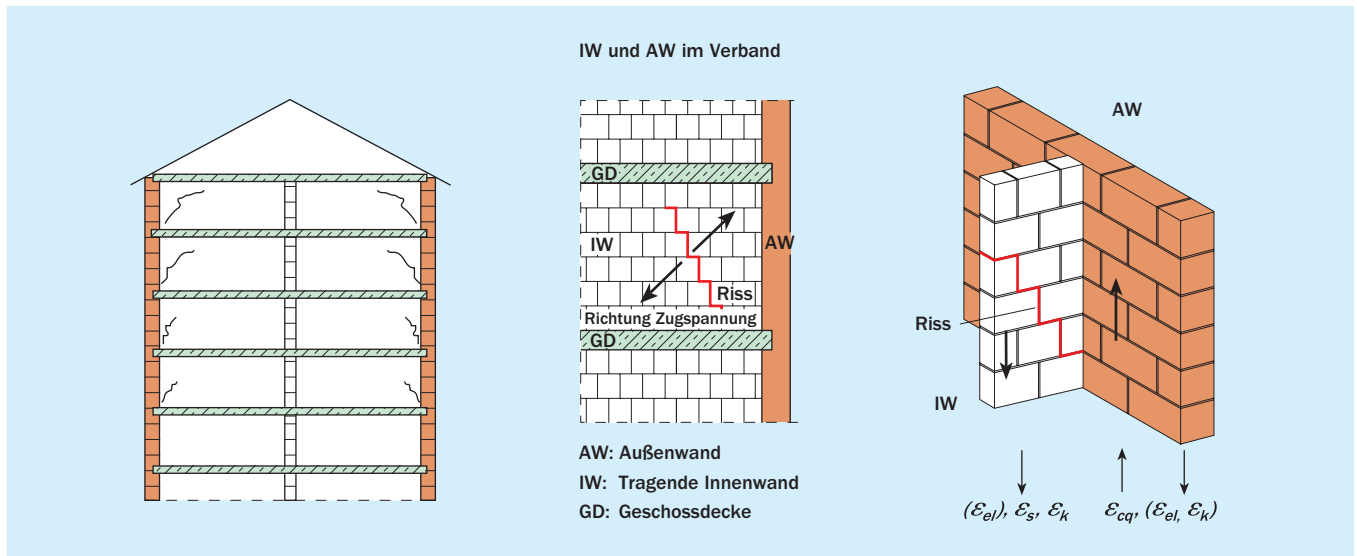 IW und AW im Verband
GD
IW
AW
Riss
Richtung Zugspannung
GD
AW: Außenwand
IW: Tragende Innenwand
GD: Geschossdecke
AW
Riss
IW
(εel), εs, εk
εcq, (εel, εk)